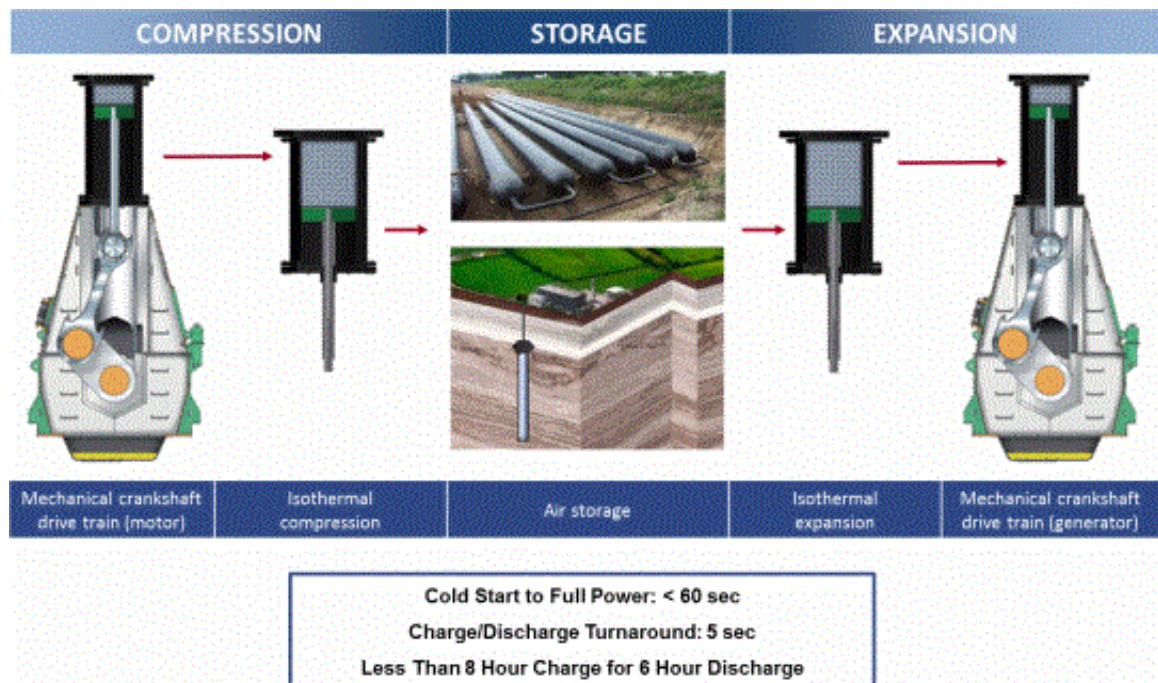 COMPRESSION
STORAGE
EXPANSION
Mechanical crankshaft
drive train (motor)
Isothermal
compression
Air storage
Isothermal
expansion
Mechanical crankshaft
drive train (generator)
Cold Start to Full Power: < 60 sec
Charge/Discharge Turnaround: 5 sec
Less Than 8 Hour Charge for 6 Hour Discharge